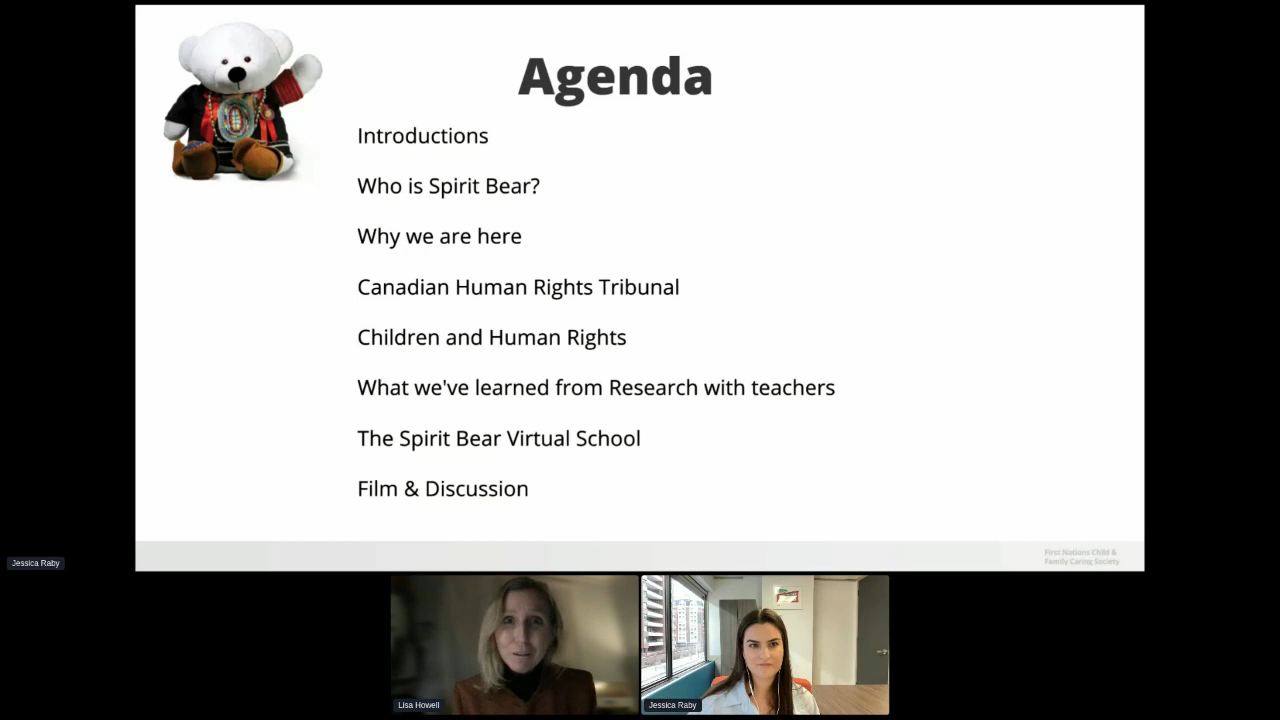 Agenda
Introductions
Who is Spirit Bear?
Why we are here
Canadian Human Rights Tribunal
Children and Human Rights
What we've learned from Research with teachers
The Spirit Bear Virtual School
Film & Discussion
First Nations Child &
Family Caring Society
Jessica Raby
Lisa Howell
Jessica Raby